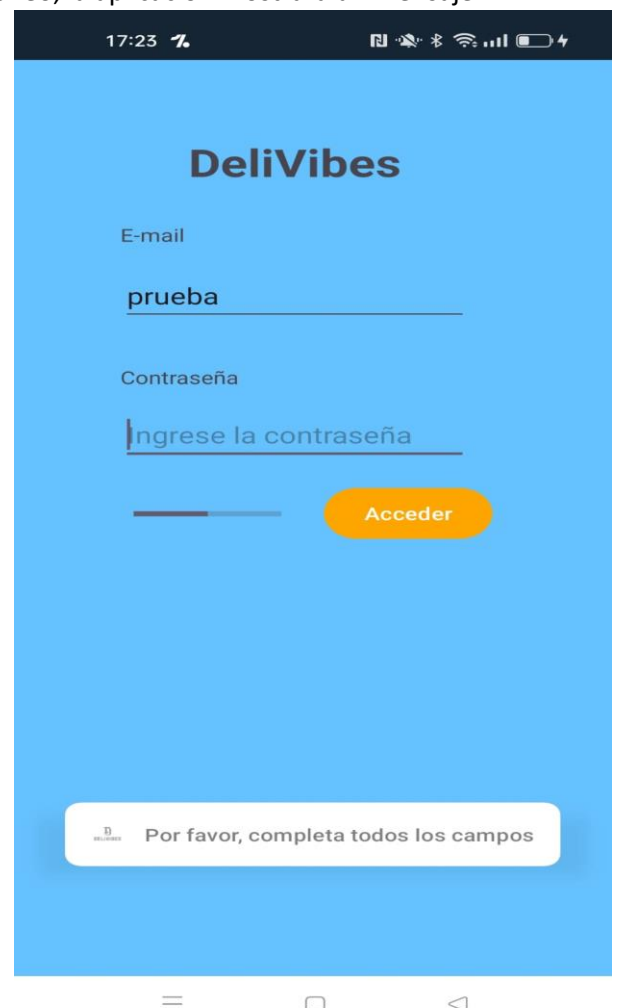 17:23
DeliVibes
E-mail
prueba
Contraseña
Ingrese la contraseña
Acceder
Por favor, completa todos los campos